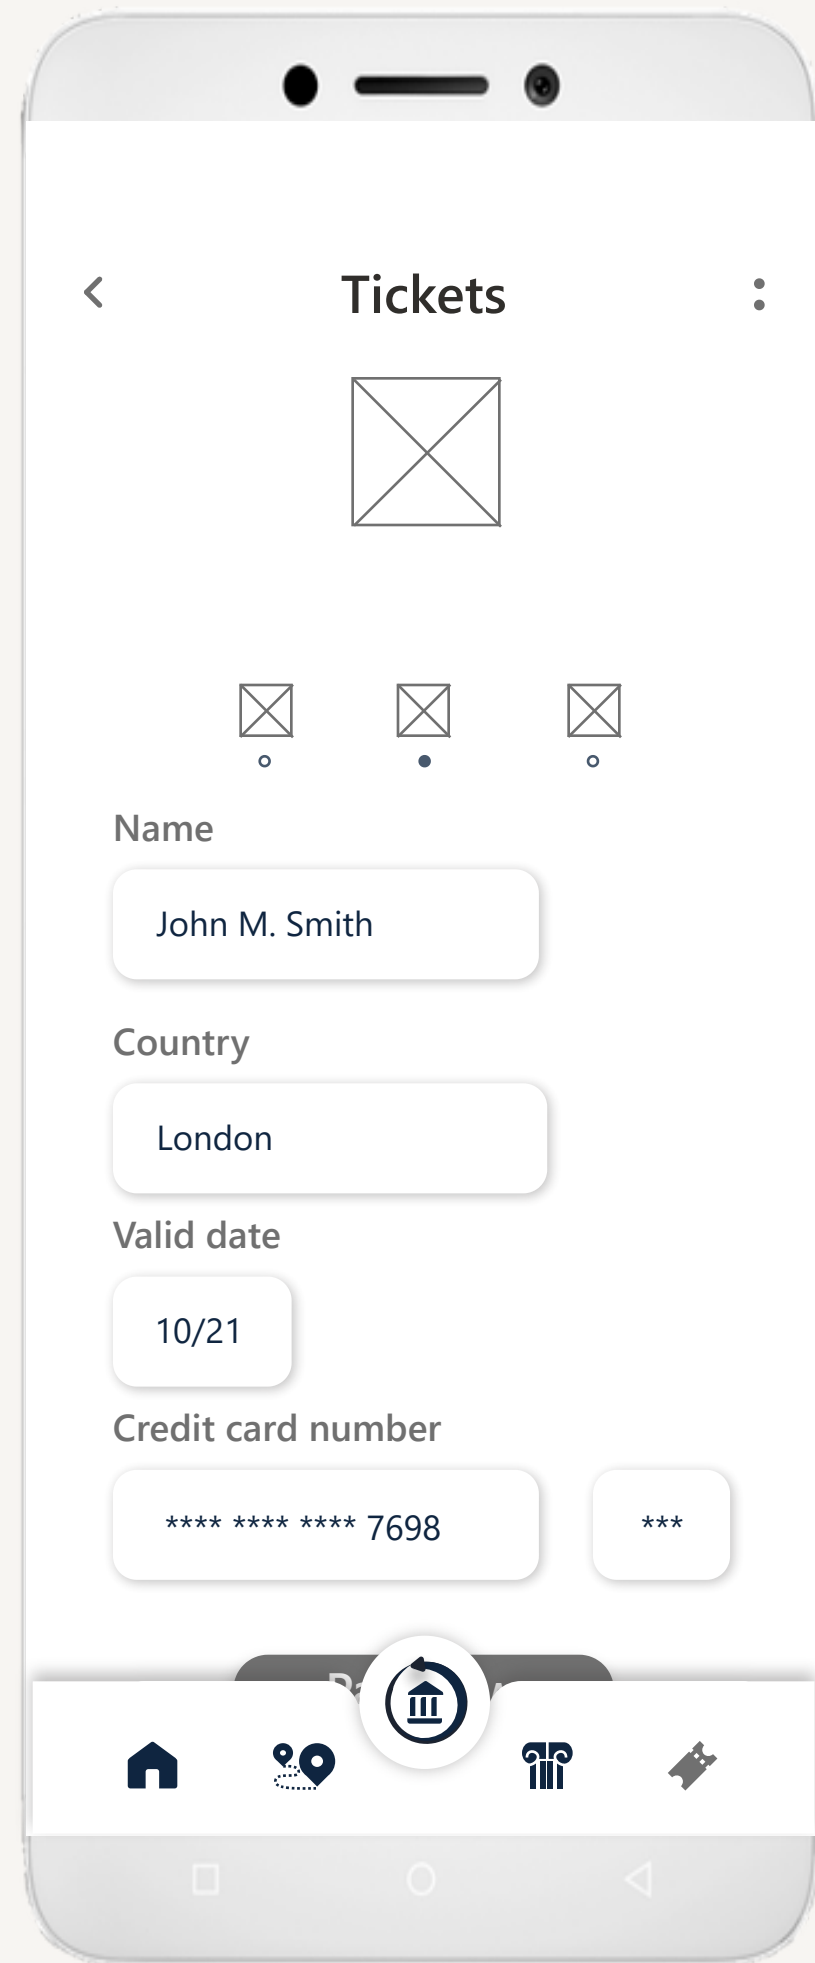 Tickets
Name
John M. Smith
Country
London
Valid date
10/21
Credit card number
**** **** **** 7698 ***